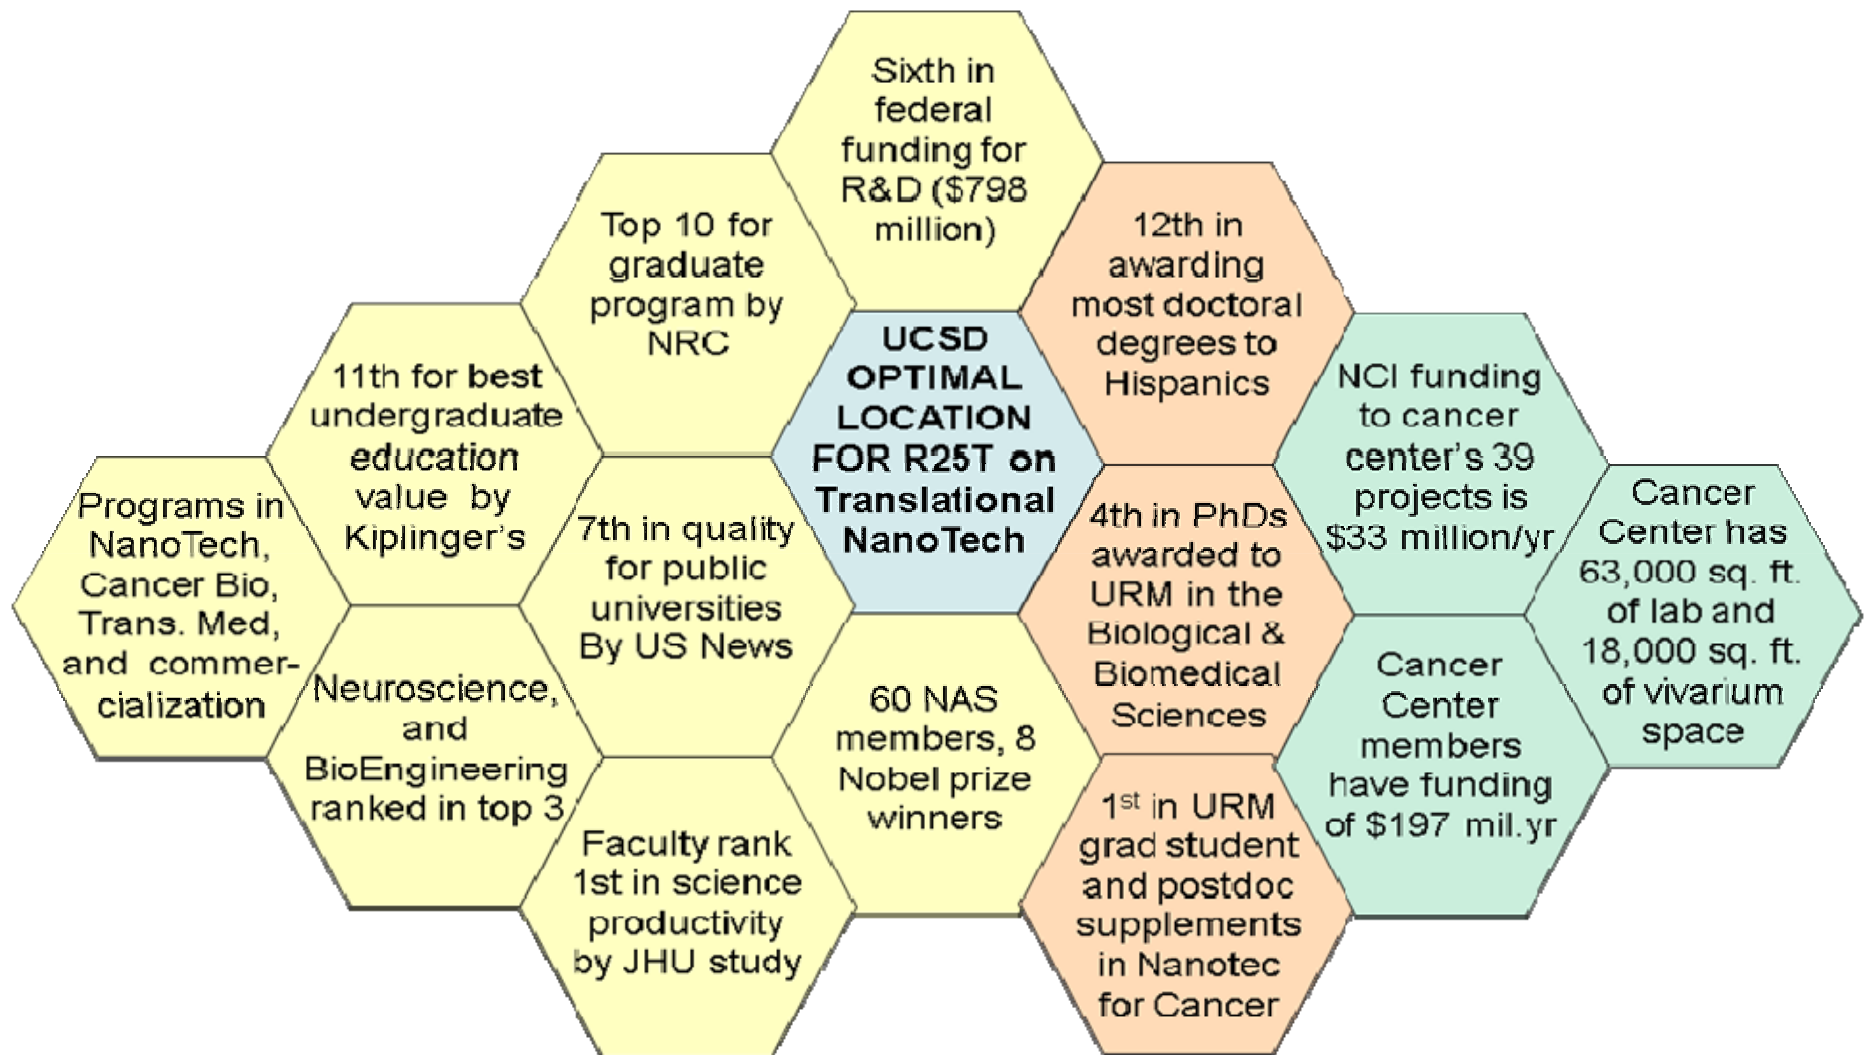 Sixth in
federal
funding for
R&D ($798
million)
Top 10 for
graduate
program by
NRC
12th in
awarding
most doctoral
degrees to
Hispanics
11th for best
undergraduate
education
value by
Kiplinger's
UCSD
OPTIMAL
LOCATION
FOR R25T on
Translational
NanoTech
NCI funding
to cancer
center's 39
projects is
$33 million/yr
Programs in
NanoTech,
Cancer Bio,
Trans. Med,
and commer-
cialization
7th in quality
for public
universities
By US News
4th in PhDs
awarded to
URM in the
Biological &
Biomedical
Sciences
Cancer
Center has
63,000 sq. ft.
of lab and
18,000 sq. ft.
of vivarium
space
Neuroscience,
and
BioEngineering
ranked in top 3
60 NAS
members, 8
Nobel prize
winners
Cancer
Center
members
have funding
of $197 mil.yr
Faculty rank
1st in science
productivity
by JHU study
1st in URM
grad student
and postdoc
supplements
in Nanotec
for Cancer